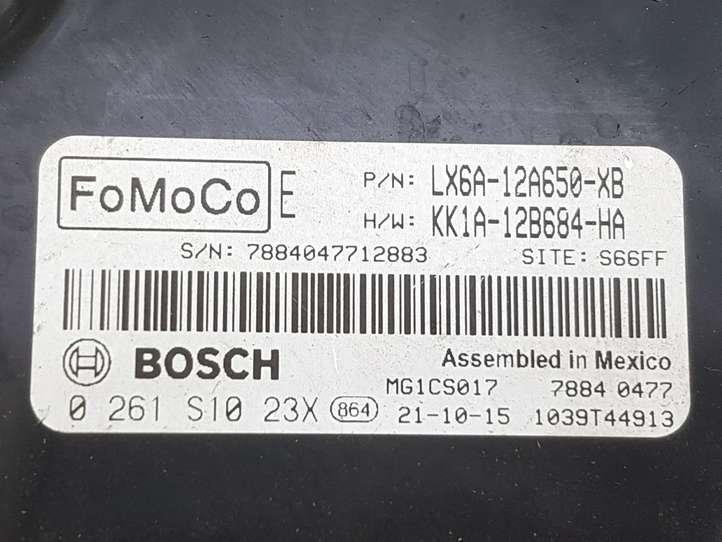 FoMoCo E P/N: LX6A-12A650-XB
H/W: KK1A-12B684-HA
S/N: 7884047712883 SITE: S66FF
BOSCH Assembled in Mexico
MG1CS017 7884 0477
0 261 S10 23X 864 21-10-15 1039T44913